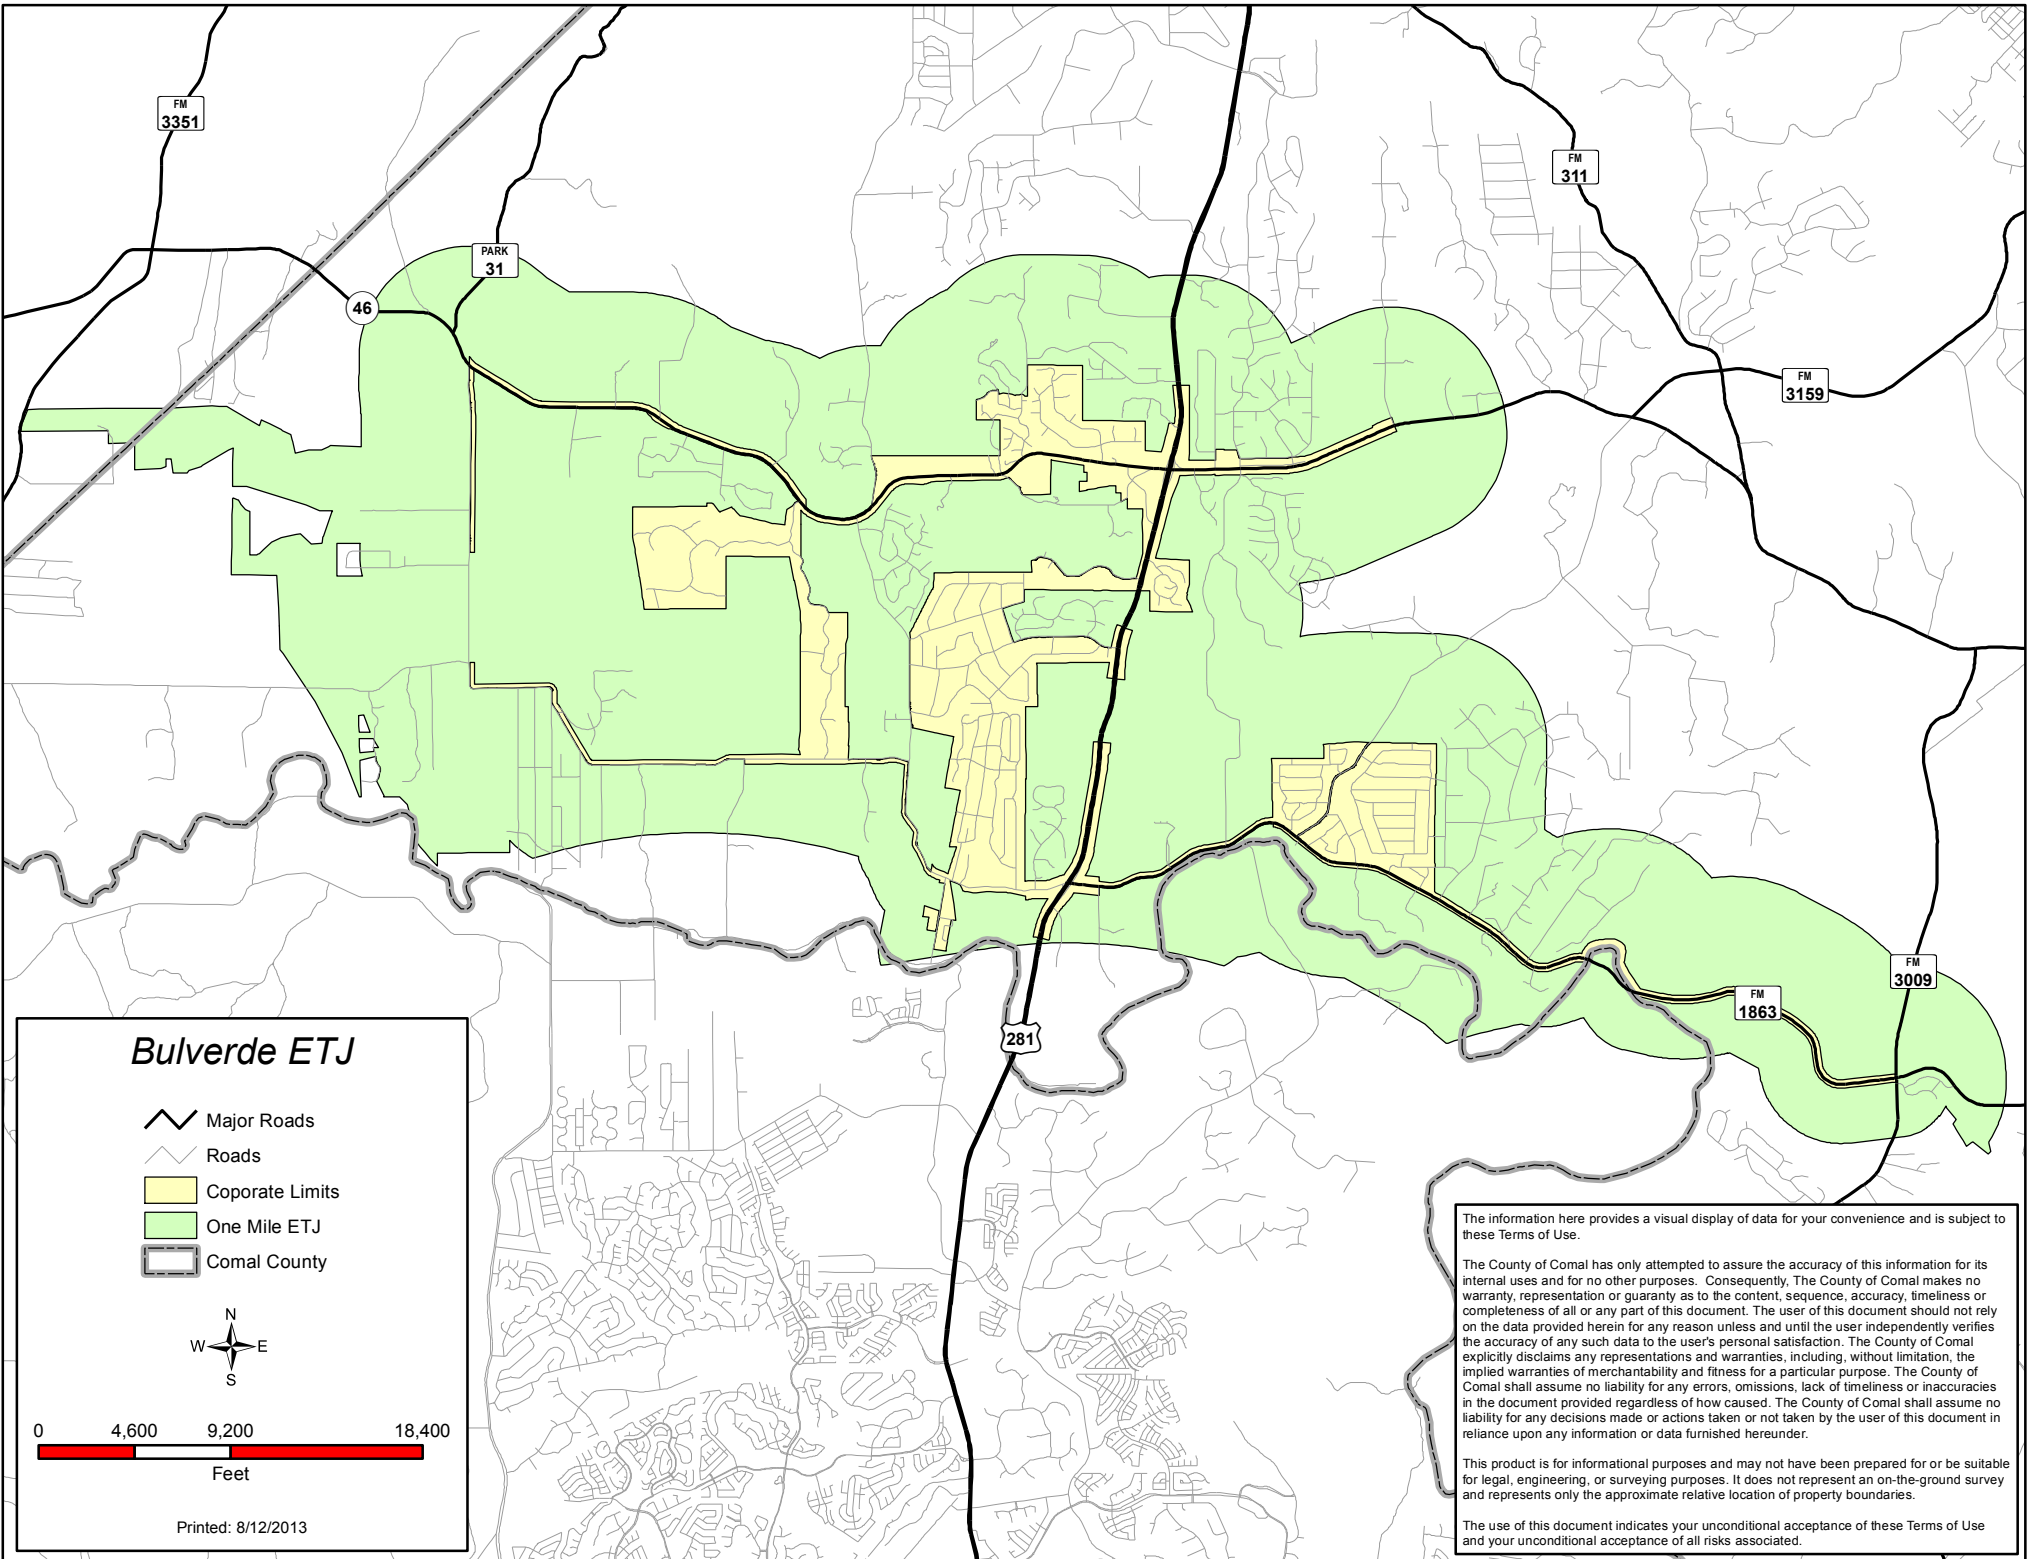 FM
3351
FM
311
PARK
31
46
FM
3159
FM
3009
FM
1863
281
Bulverde ETJ
Major Roads
Roads
Coporate Limits
One Mile ETJ
Comal County
N
W E
S
0 4,600 9,200 18,400
Feet
Printed: 8/12/2013
The information here provides a visual display of data for your convenience and is subject to
these Terms of Use.
The County of Comal has only attempted to assure the accuracy of this information for its
internal uses and for no other purposes. Consequently, The County of Comal makes no
warranty, representation or guaranty as to the content, sequence, accuracy, timeliness or
completeness of all or any part of this document. The user of this document should not rely
on the data provided herein for any reason unless and until the user independently verifies
the accuracy of any such data to the user's personal satisfaction. The County of Comal
explicitly disclaims any representations and warranties, including, without limitation, the
implied warranties of merchantability and fitness for a particular purpose. The County of
Comal shall assume no liability for any errors, omissions, lack of timeliness or inaccuracies
in the document provided regardless of how caused. The County of Comal shall assume no
liability for any decisions made or actions taken or not taken by the user of this document in
reliance upon any information or data furnished hereunder.
This product is for informational purposes and may not have been prepared for or be suitable
for legal, engineering, or surveying purposes. It does not represent an on-the-ground survey
and represents only the approximate relative location of property boundaries.
The use of this document indicates your unconditional acceptance of these Terms of Use
and your unconditional acceptance of all risks associated.